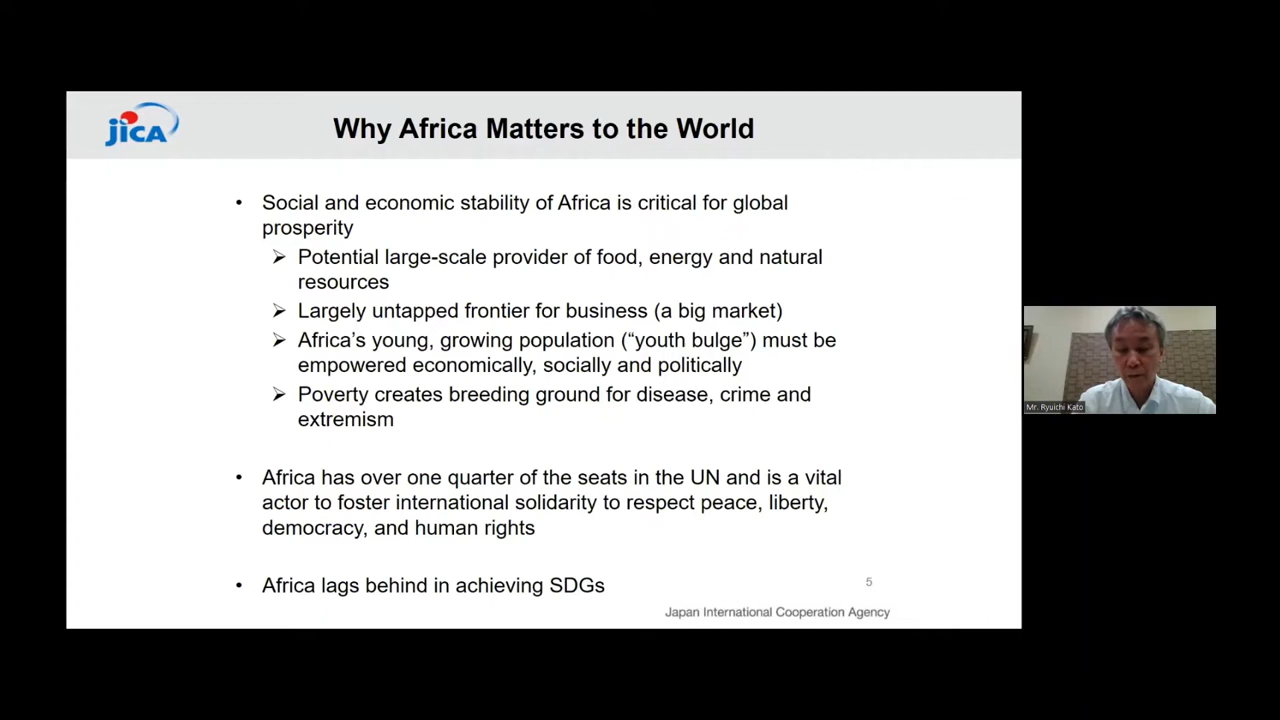 JICA
Why Africa Matters to the World
• Social and economic stability of Africa is critical for global
prosperity
➢ Potential large-scale provider of food, energy and natural
resources
➢ Largely untapped frontier for business (a big market)
➢ Africa’s young, growing population (“youth bulge”) must be
empowered economically, socially and politically
➢ Poverty creates breeding ground for disease, crime and
extremism
• Africa has over one quarter of the seats in the UN and is a vital
actor to foster international solidarity to respect peace, liberty,
democracy, and human rights
• Africa lags behind in achieving SDGs
5
Japan International Cooperation Agency
Mr. Ryuichi Kato